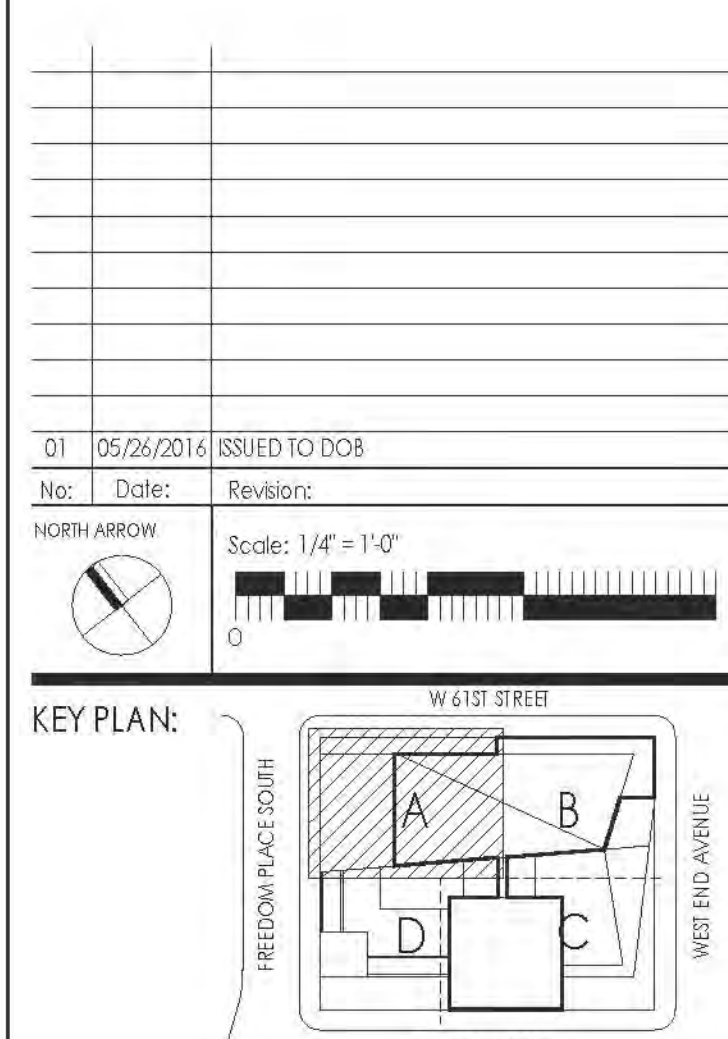 01 05/26/2016 ISSUED TO DOB
No: Date: Revision:
NORTH ARROW
Scale: 1/4" = 1'-0"
0
KEY PLAN:
W 61ST STREET
FREEDOM PLACE SOUTH
WEST END AVENUE
A
B
D
C